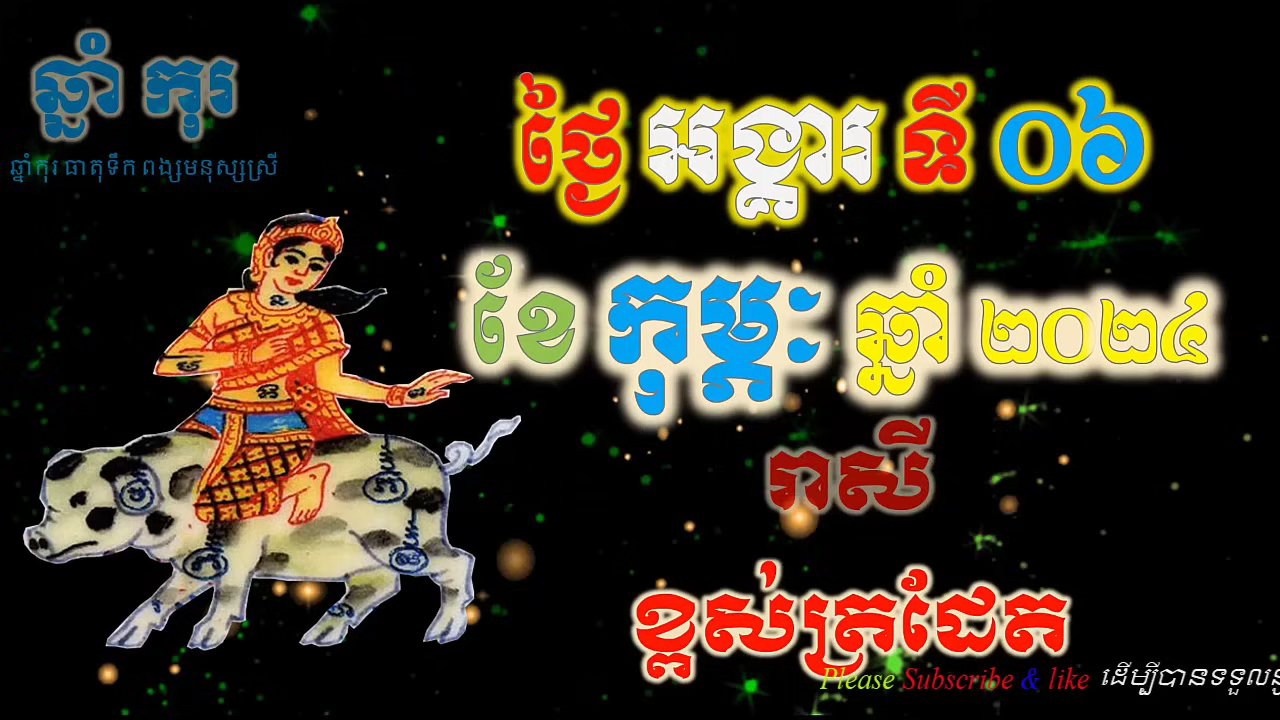 ឆ្នាំ កុរ
ឆ្នាំកុរ ធាតុទឹក ពង្សមនុស្សស្រី
ថ្ងៃ អង្គារ ទី ០៦
ខែ កុម្ភៈ ឆ្នាំ ២០២៤
រាសី
ខ្ពស់ត្រដែត
Please Subscribe & like ដើម្បីបានទទួលនូវ